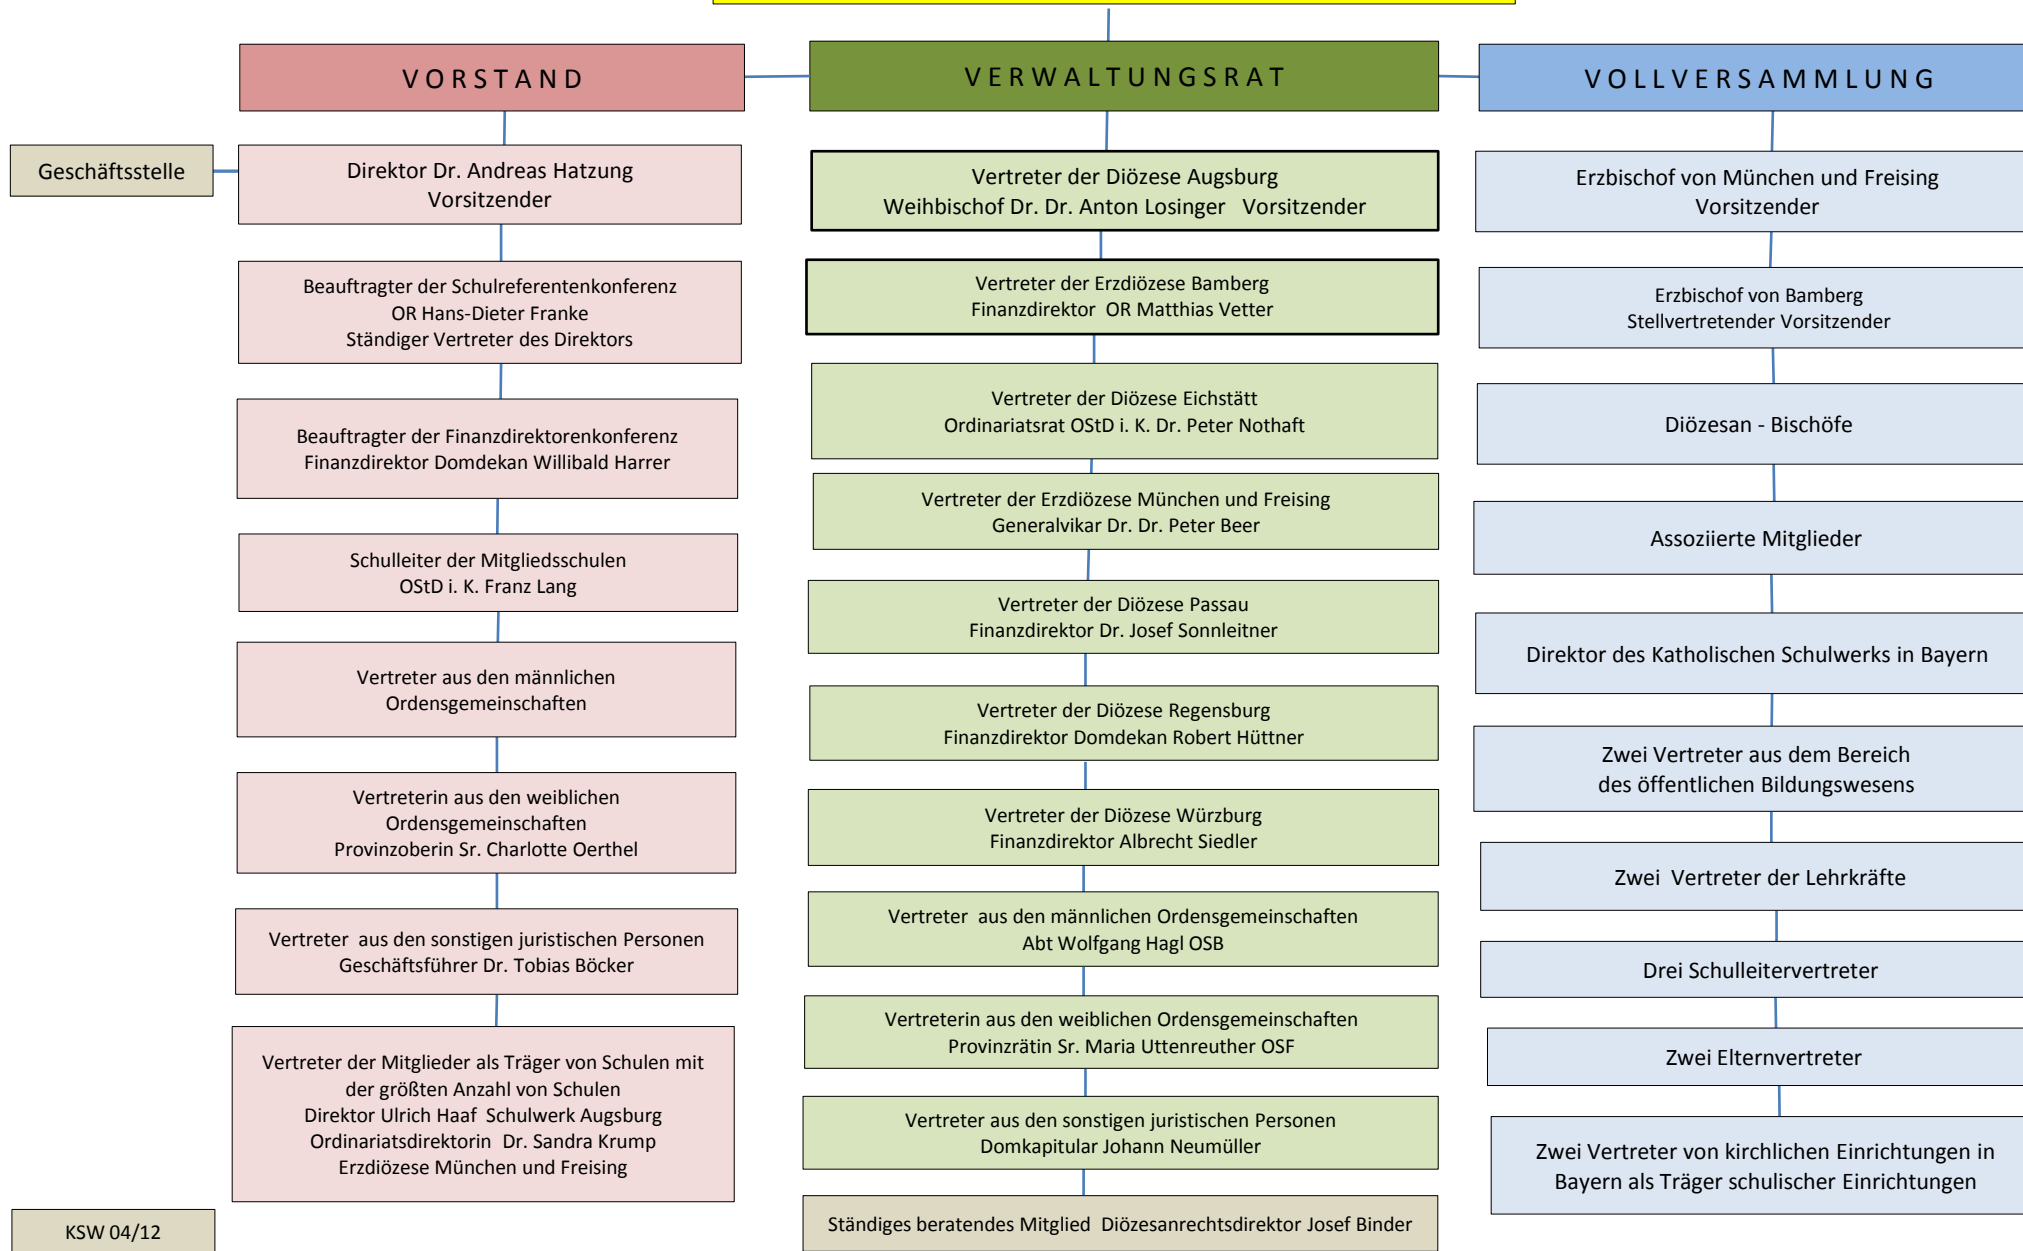 VORSTAND
Geschäftsstelle
Direktor Dr. Andreas Hatzung
Vorsitzender
Beauftragter der Schulreferentenkonferenz
OR Hans-Dieter Franke
Ständiger Vertreter des Direktors
Beauftragter der Finanzdirektorenkonferenz
Finanzdirektor Domdekan Willibald Harrer
Schulleiter der Mitgliedsschulen
OStD i. K. Franz Lang
Vertreter aus den männlichen
Ordensgemeinschaften
Vertreterin aus den weiblichen
Ordensgemeinschaften
Provinzoberin Sr. Charlotte Oerthel
Vertreter aus den sonstigen juristischen Personen
Geschäftsführer Dr. Tobias Böcker
Vertreter der Mitglieder als Träger von Schulen mit
der größten Anzahl von Schulen
Direktor Ulrich Haaf Schulwerk Augsburg
Ordinariatsdirektorin Dr. Sandra Krump
Erzdiözese München und Freising
KSW 04/12
VERWALTUNGSRAT
Vertreter der Diözese Augsburg
Weihbischof Dr. Dr. Anton Losinger Vorsitzender
Vertreter der Erzdiözese Bamberg
Finanzdirektor OR Matthias Vetter
Vertreter der Diözese Eichstätt
Ordinariatsrat OStD i. K. Dr. Peter Nothaft
Vertreter der Erzdiözese München und Freising
Generalvikar Dr. Dr. Peter Beer
Vertreter der Diözese Passau
Finanzdirektor Dr. Josef Sonnleitner
Vertreter der Diözese Regensburg
Finanzdirektor Domdekan Robert Hüttner
Vertreter der Diözese Würzburg
Finanzdirektor Albrecht Siedler
Vertreter aus den männlichen Ordensgemeinschaften
Abt Wolfgang Hagl OSB
Vertreterin aus den weiblichen Ordensgemeinschaften
Provinzrätin Sr. Maria Uttenreuther OSF
Vertreter aus den sonstigen juristischen Personen
Domkapitular Johann Neumüller
Ständiges beratendes Mitglied Diözesanrechtsdirektor Josef Binder
VOLLVERSAMMLUNG
Erzbischof von München und Freising
Vorsitzender
Erzbischof von Bamberg
Stellvertretender Vorsitzender
Diözesan - Bischöfe
Assoziierte Mitglieder
Direktor des Katholischen Schulwerks in Bayern
Zwei Vertreter aus dem Bereich
des öffentlichen Bildungswesens
Zwei Vertreter der Lehrkräfte
Drei Schulleitervertreter
Zwei Elternvertreter
Zwei Vertreter von kirchlichen Einrichtungen in
Bayern als Träger schulischer Einrichtungen